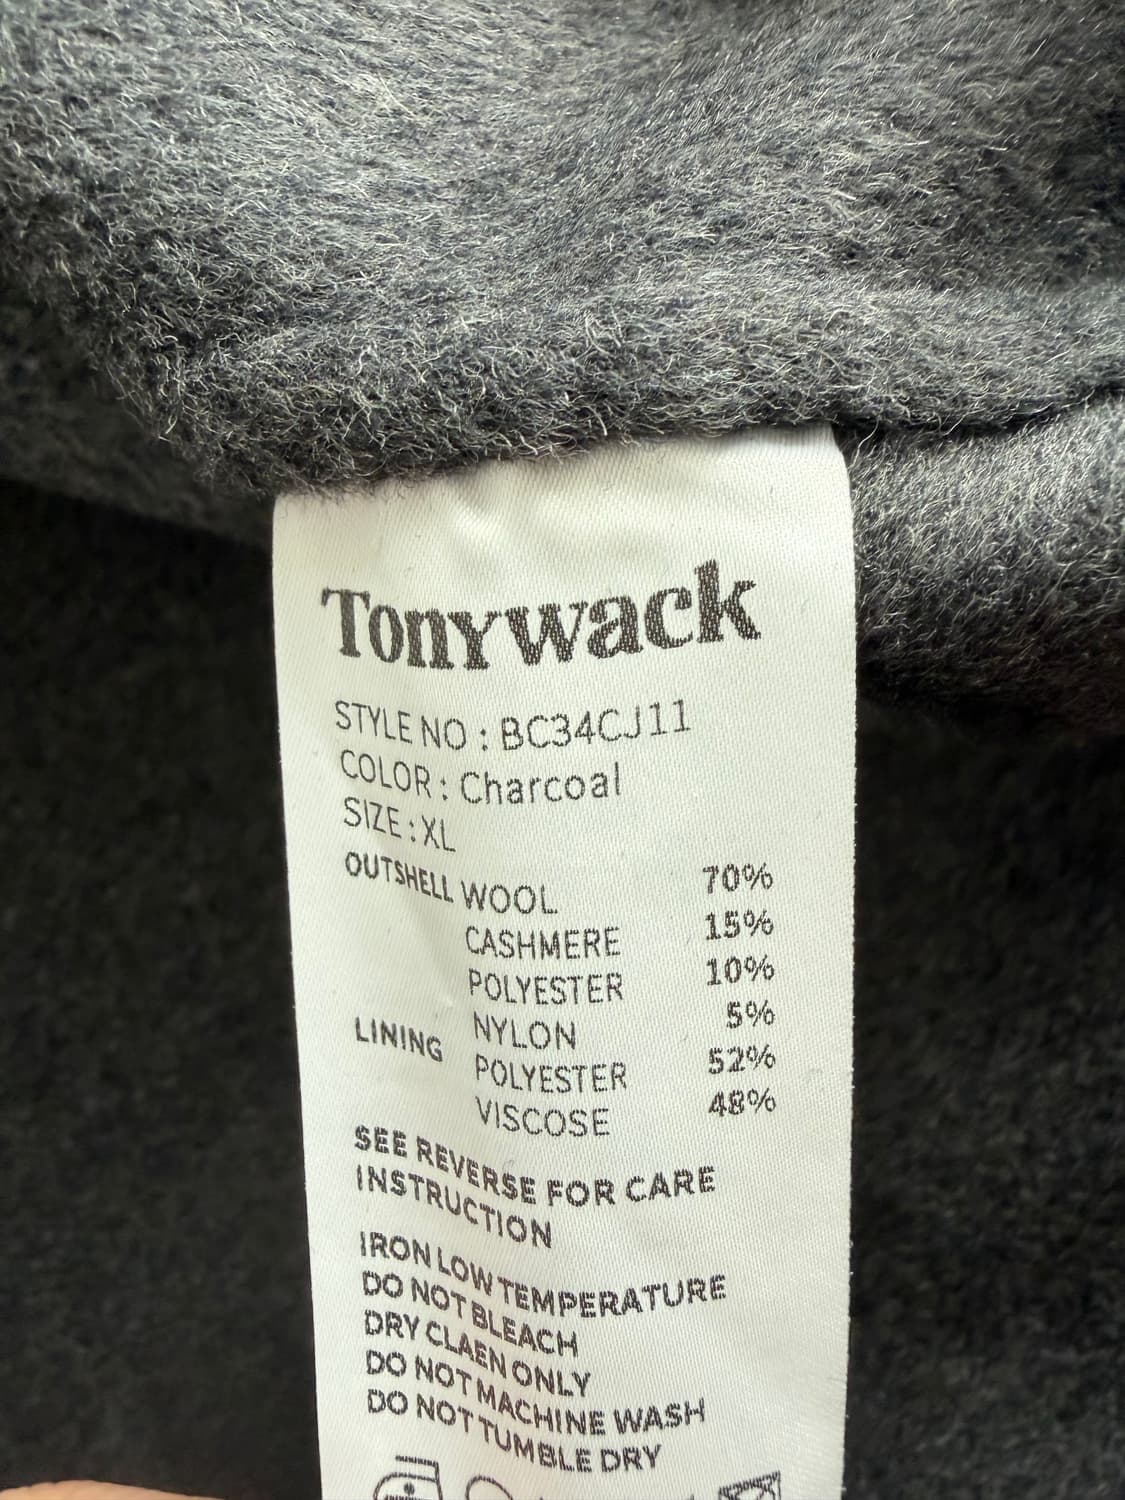 Tonywack
STYLE NO : BC34CJ11
COLOR : Charcoal
SIZE : XL
OUTSHELL WOOL 70%
CASHMERE 15%
POLYESTER 10%
NYLON 5%
LINING POLYESTER 52%
VISCOSE 48%
SEE REVERSE FOR CARE
INSTRUCTION
IRON LOW TEMPERATURE
DO NOT BLEACH
DRY CLAEN ONLY
DO NOT MACHINE WASH
DO NOT TUMBLE DRY